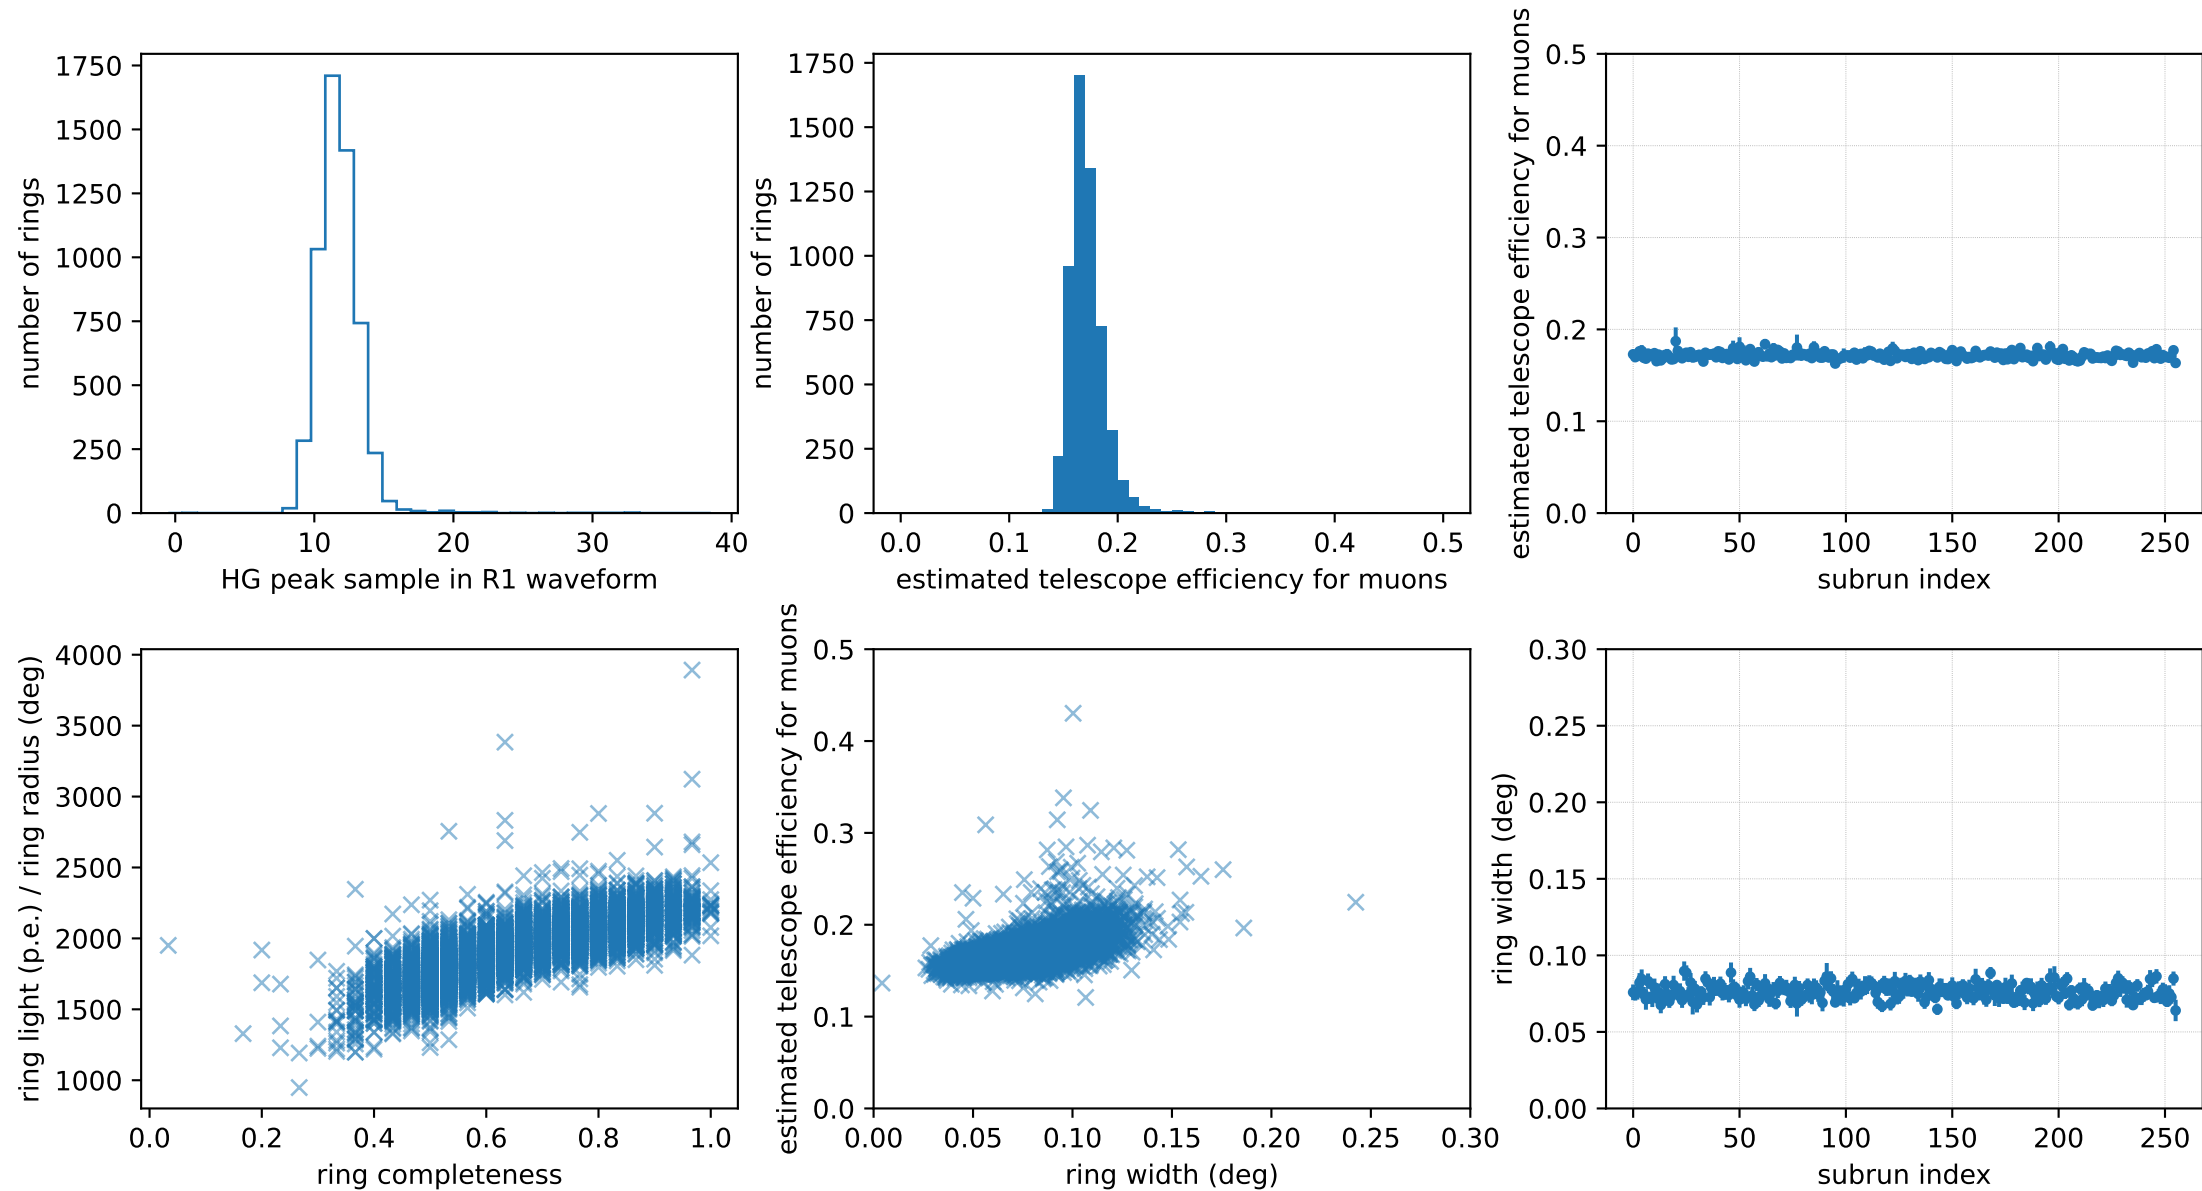 1750
1500
1250
1000
750
500
250
0
number of rings
0 10 20 30 40
HG peak sample in R1 waveform
1750
1500
1250
1000
750
500
250
0
number of rings
0.0 0.1 0.2 0.3 0.4 0.5
estimated telescope efficiency for muons
0.5
0.4
0.3
0.2
0.1
0.0
estimated telescope efficiency for muons
0 50 100 150 200 250
subrun index
4000
3500
3000
2500
2000
1500
1000
ring light (p.e.) / ring radius (deg)
0.0 0.2 0.4 0.6 0.8 1.0
ring completeness
0.5
0.4
0.3
0.2
0.1
0.0
estimated telescope efficiency for muons
0.00 0.05 0.10 0.15 0.20 0.25 0.30
ring width (deg)
0.30
0.25
0.20
0.15
0.10
0.05
0.00
ring width (deg)
0 50 100 150 200 250
subrun index